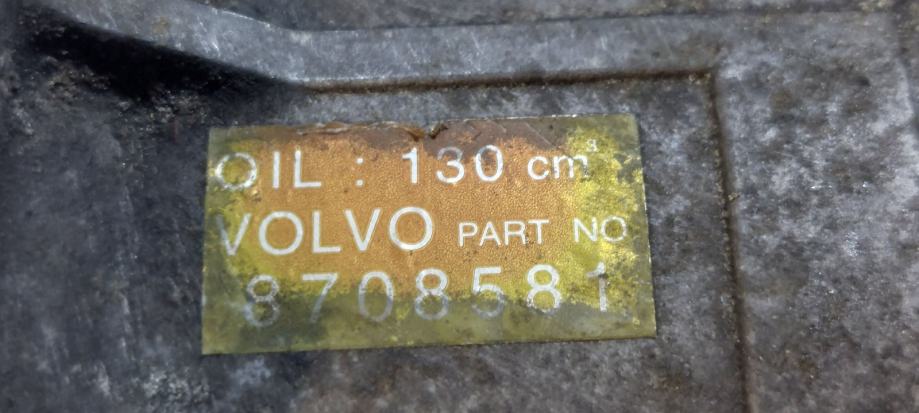 OIL : 130 cm³
VOLVO PART NO
8708581